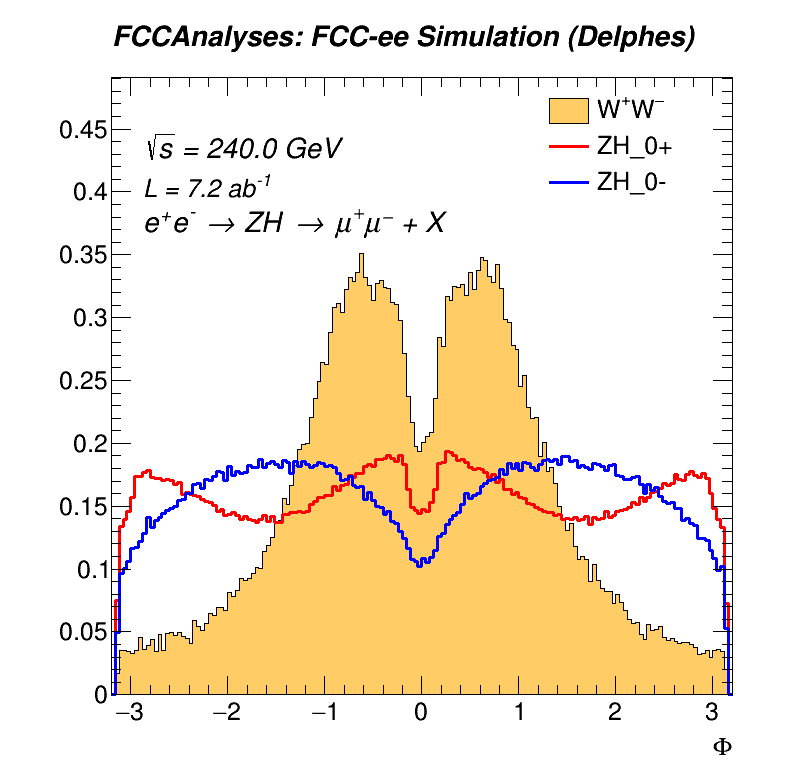 FCCAnalyses: FCC-ee Simulation (Delphes)
√s = 240.0 GeV
L = 7.2 ab⁻¹
e⁺e⁻ → ZH → μ⁺μ⁻ + X
W⁺W⁻
ZH_0+
ZH_0-
0.45
0.4
0.35
0.3
0.25
0.2
0.15
0.1
0.05
0
−3 −2 −1 0 1 2 3
Φ